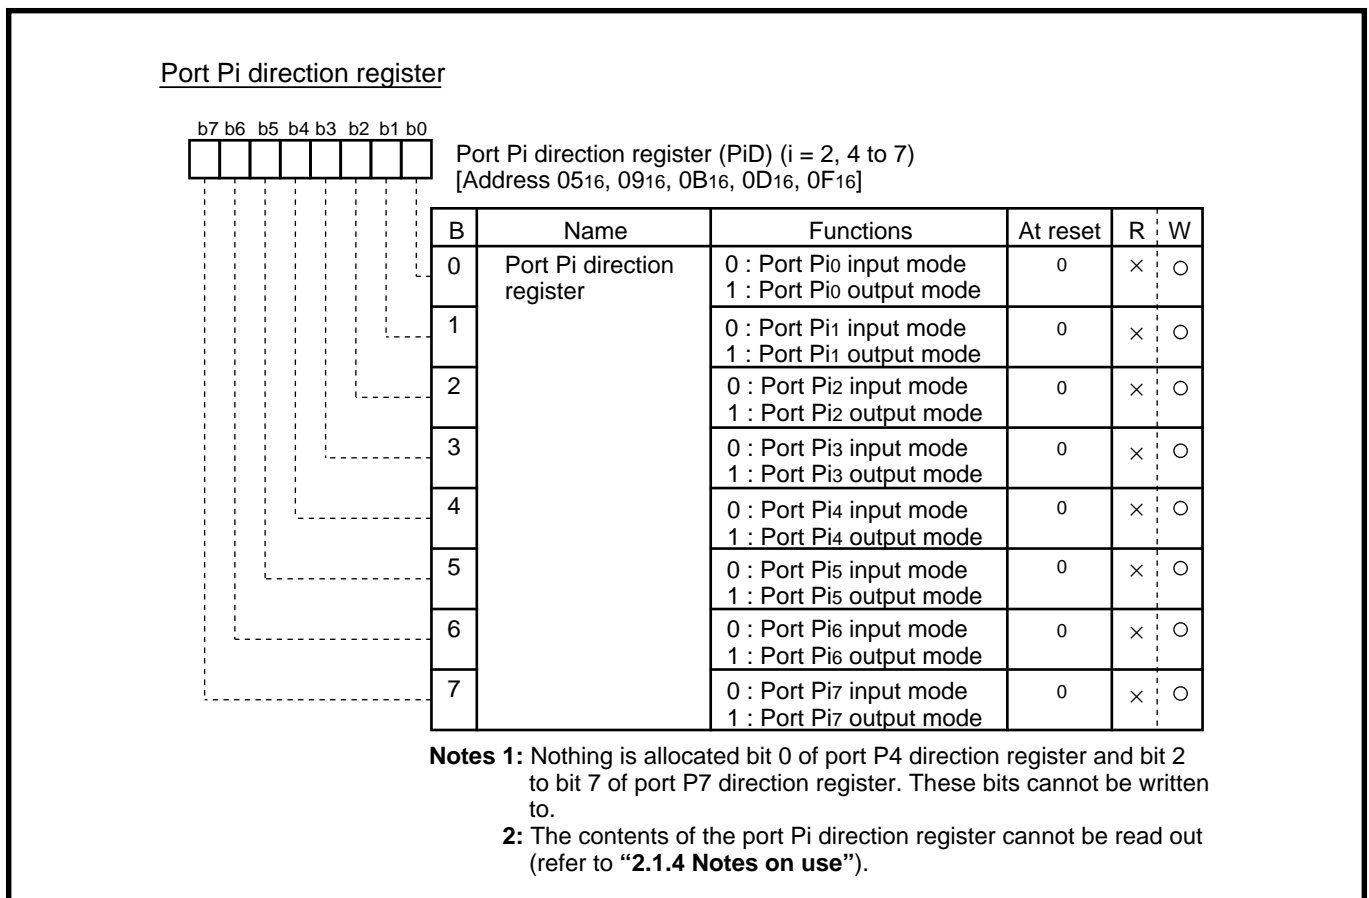 Port Pi direction register
b7 b6 b5 b4 b3 b2 b1 b0
Port Pi direction register (PiD) (i = 2, 4 to 7)
[Address 0516, 0916, 0B16, 0D16, 0F16]
B Name Functions At reset R W
0 Port Pi direction register 0 : Port Pi0 input mode 0 × ○
1 : Port Pi0 output mode
1 0 : Port Pi1 input mode 0 × ○
1 : Port Pi1 output mode
2 0 : Port Pi2 input mode 0 × ○
1 : Port Pi2 output mode
3 0 : Port Pi3 input mode 0 × ○
1 : Port Pi3 output mode
4 0 : Port Pi4 input mode 0 × ○
1 : Port Pi4 output mode
5 0 : Port Pi5 input mode 0 × ○
1 : Port Pi5 output mode
6 0 : Port Pi6 input mode 0 × ○
1 : Port Pi6 output mode
7 0 : Port Pi7 input mode 0 × ○
1 : Port Pi7 output mode
Notes 1: Nothing is allocated bit 0 of port P4 direction register and bit 2
to bit 7 of port P7 direction register. These bits cannot be written
to.
2: The contents of the port Pi direction register cannot be read out
(refer to “2.1.4 Notes on use”).